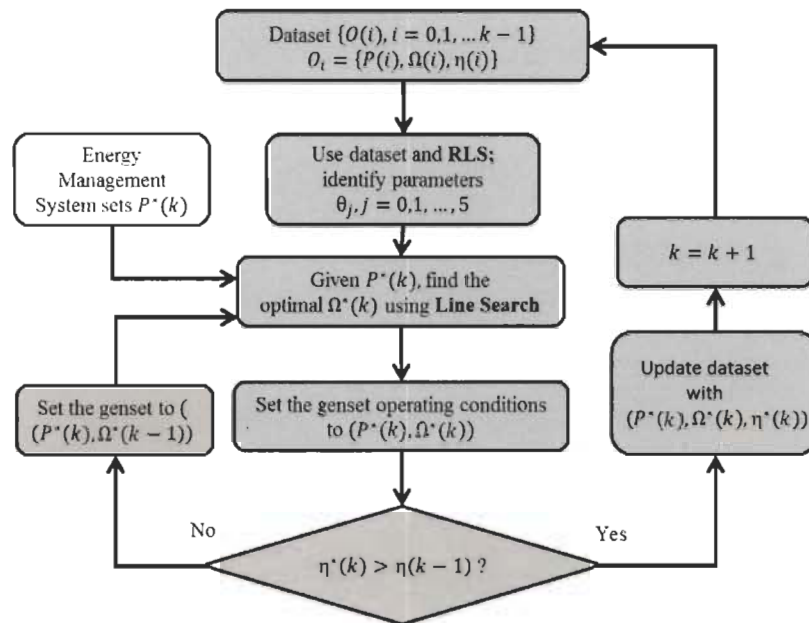 Dataset {O(i), i = 0,1, … k − 1}
O_i = {P(i), Ω(i), η(i)}
Energy
Management
System sets P*(k)
Use dataset and RLS;
identify parameters
θ_j, j = 0,1, … , 5
k = k + 1
Given P*(k), find the
optimal Ω*(k) using Line Search
Update dataset
with
(P*(k), Ω*(k), η*(k))
Set the genset to (
(P*(k), Ω*(k − 1))
Set the genset operating conditions
to (P*(k), Ω*(k))
No
Yes
η*(k) > η(k − 1) ?